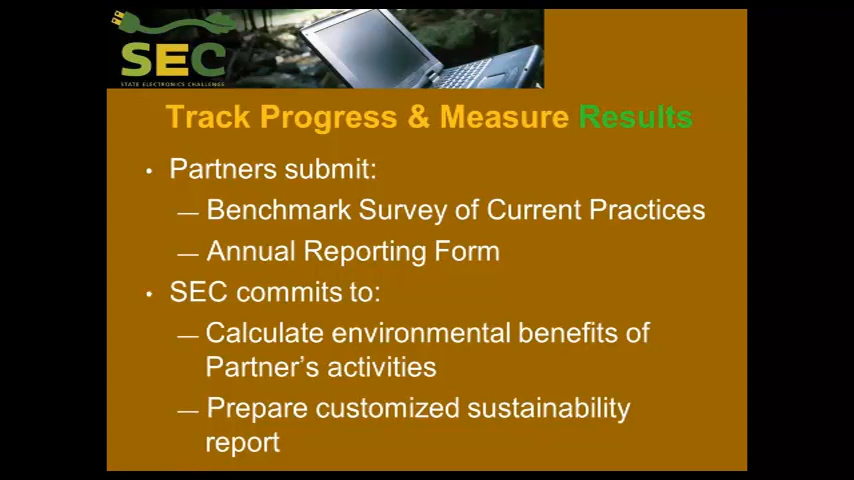 SEC
STATE ELECTRONICS CHALLENGE
Track Progress & Measure Results
• Partners submit:
— Benchmark Survey of Current Practices
— Annual Reporting Form
• SEC commits to:
— Calculate environmental benefits of
Partner's activities
— Prepare customized sustainability
report